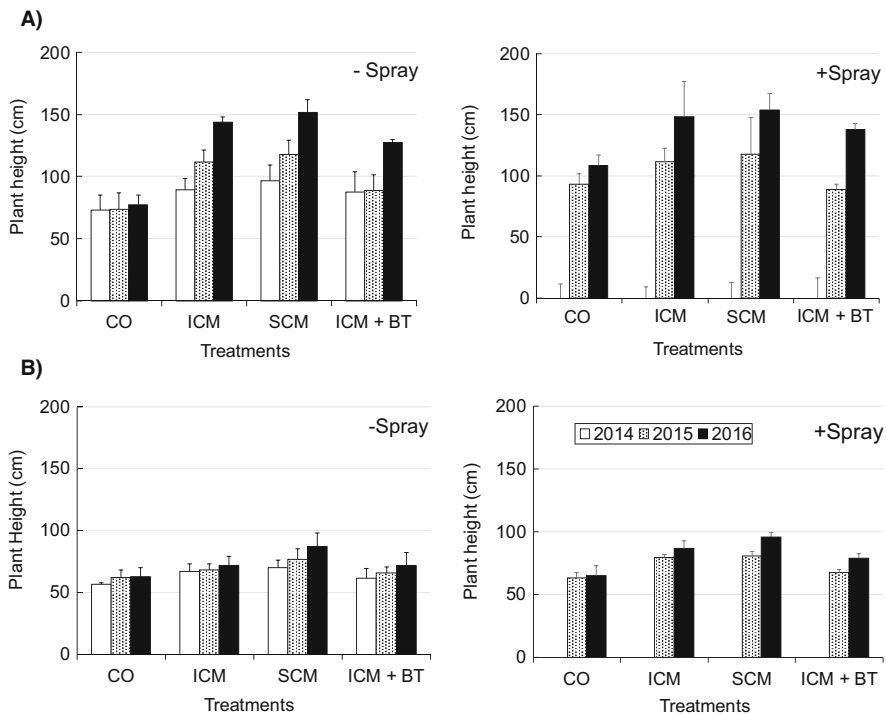 A)
- Spray
Plant height (cm)
200
150
100
50
0
CO ICM SCM ICM + BT
Treatments
+Spray
Plant height (cm)
200
150
100
50
0
CO ICM SCM ICM + BT
Treatments
B)
-Spray
Plant Height (cm)
200
150
100
50
0
CO ICM SCM ICM + BT
Treatments
2014 2015 2016
+Spray
Plant height (cm)
200
150
100
50
0
CO ICM SCM ICM + BT
Treatments